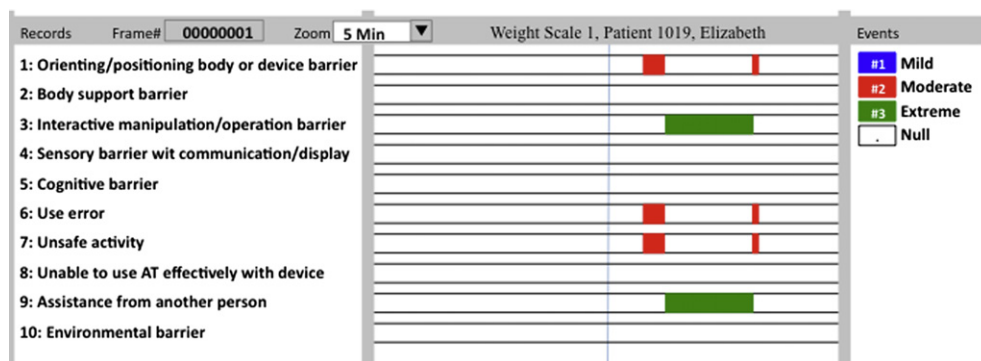 Records Frame# 00000001 Zoom 5 Min ▼ Weight Scale 1, Patient 1019, Elizabeth Events
1: Orienting/positioning body or device barrier
2: Body support barrier
3: Interactive manipulation/operation barrier
4: Sensory barrier wit communication/display
5: Cognitive barrier
6: Use error
7: Unsafe activity
8: Unable to use AT effectively with device
9: Assistance from another person
10: Environmental barrier
#1 Mild
#2 Moderate
#3 Extreme
. Null